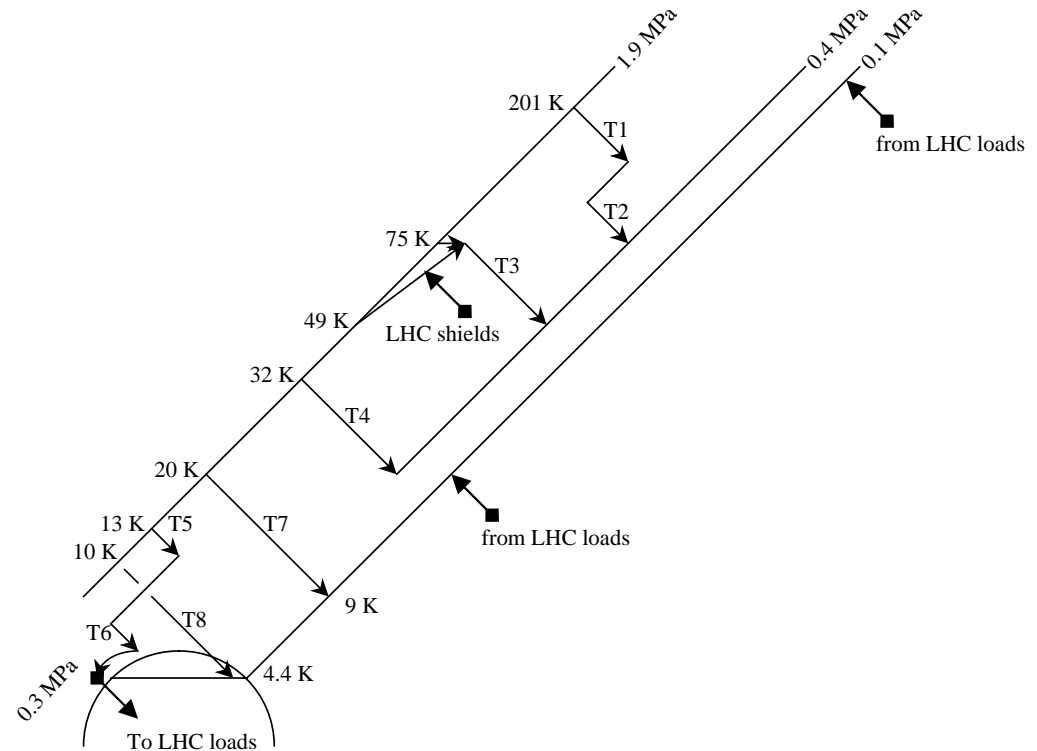 1.9 MPa
0.4 MPa
0.1 MPa
201 K
T1
from LHC loads
T2
75 K
T3
49 K
LHC shields
32 K
T4
20 K
13 K
T5
T7
from LHC loads
10 K
9 K
T8
T6
4.4 K
0.3 MPa
To LHC loads